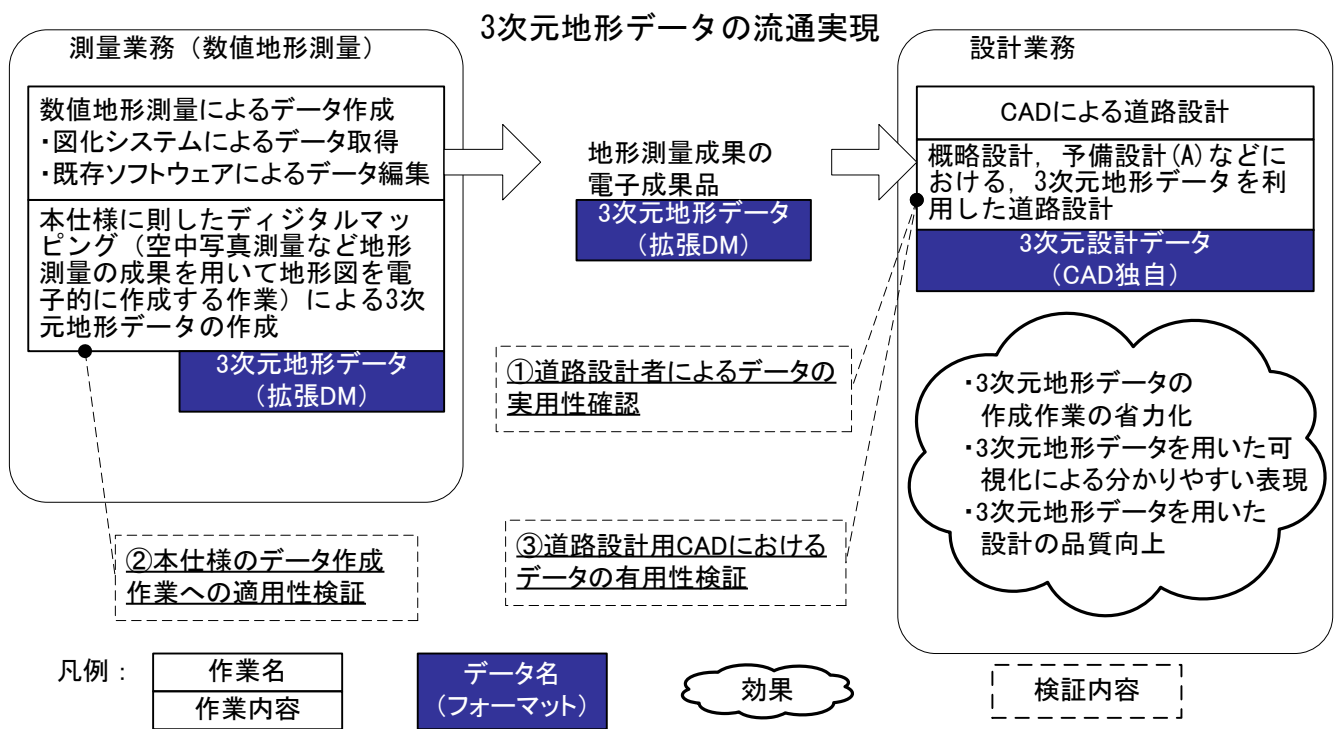 3次元地形データの流通実現
測量業務（数値地形測量）
数値地形測量によるデータ作成
・図化システムによるデータ取得
・既存ソフトウェアによるデータ編集
本仕様に則したディジタルマッ
ピング（空中写真測量など地形
測量の成果を用いて地形図を電
子的に作成する作業）による3次
元地形データの作成
3次元地形データ
（拡張DM）
地形測量成果の
電子成果品
3次元地形データ
（拡張DM）
設計業務
CADによる道路設計
概略設計，予備設計(A)などに
おける，3次元地形データを利
用した道路設計
3次元設計データ
（CAD独自）
①道路設計者によるデータの
実用性確認
②本仕様のデータ作成
作業への適用性検証
③道路設計用CADにおける
データの有用性検証
・3次元地形データの
作成作業の省力化
・3次元地形データを用いた可
視化による分かりやすい表現
・3次元地形データを用いた
設計の品質向上
凡例：
作業名
作業内容
データ名
（フォーマット）
効果
検証内容